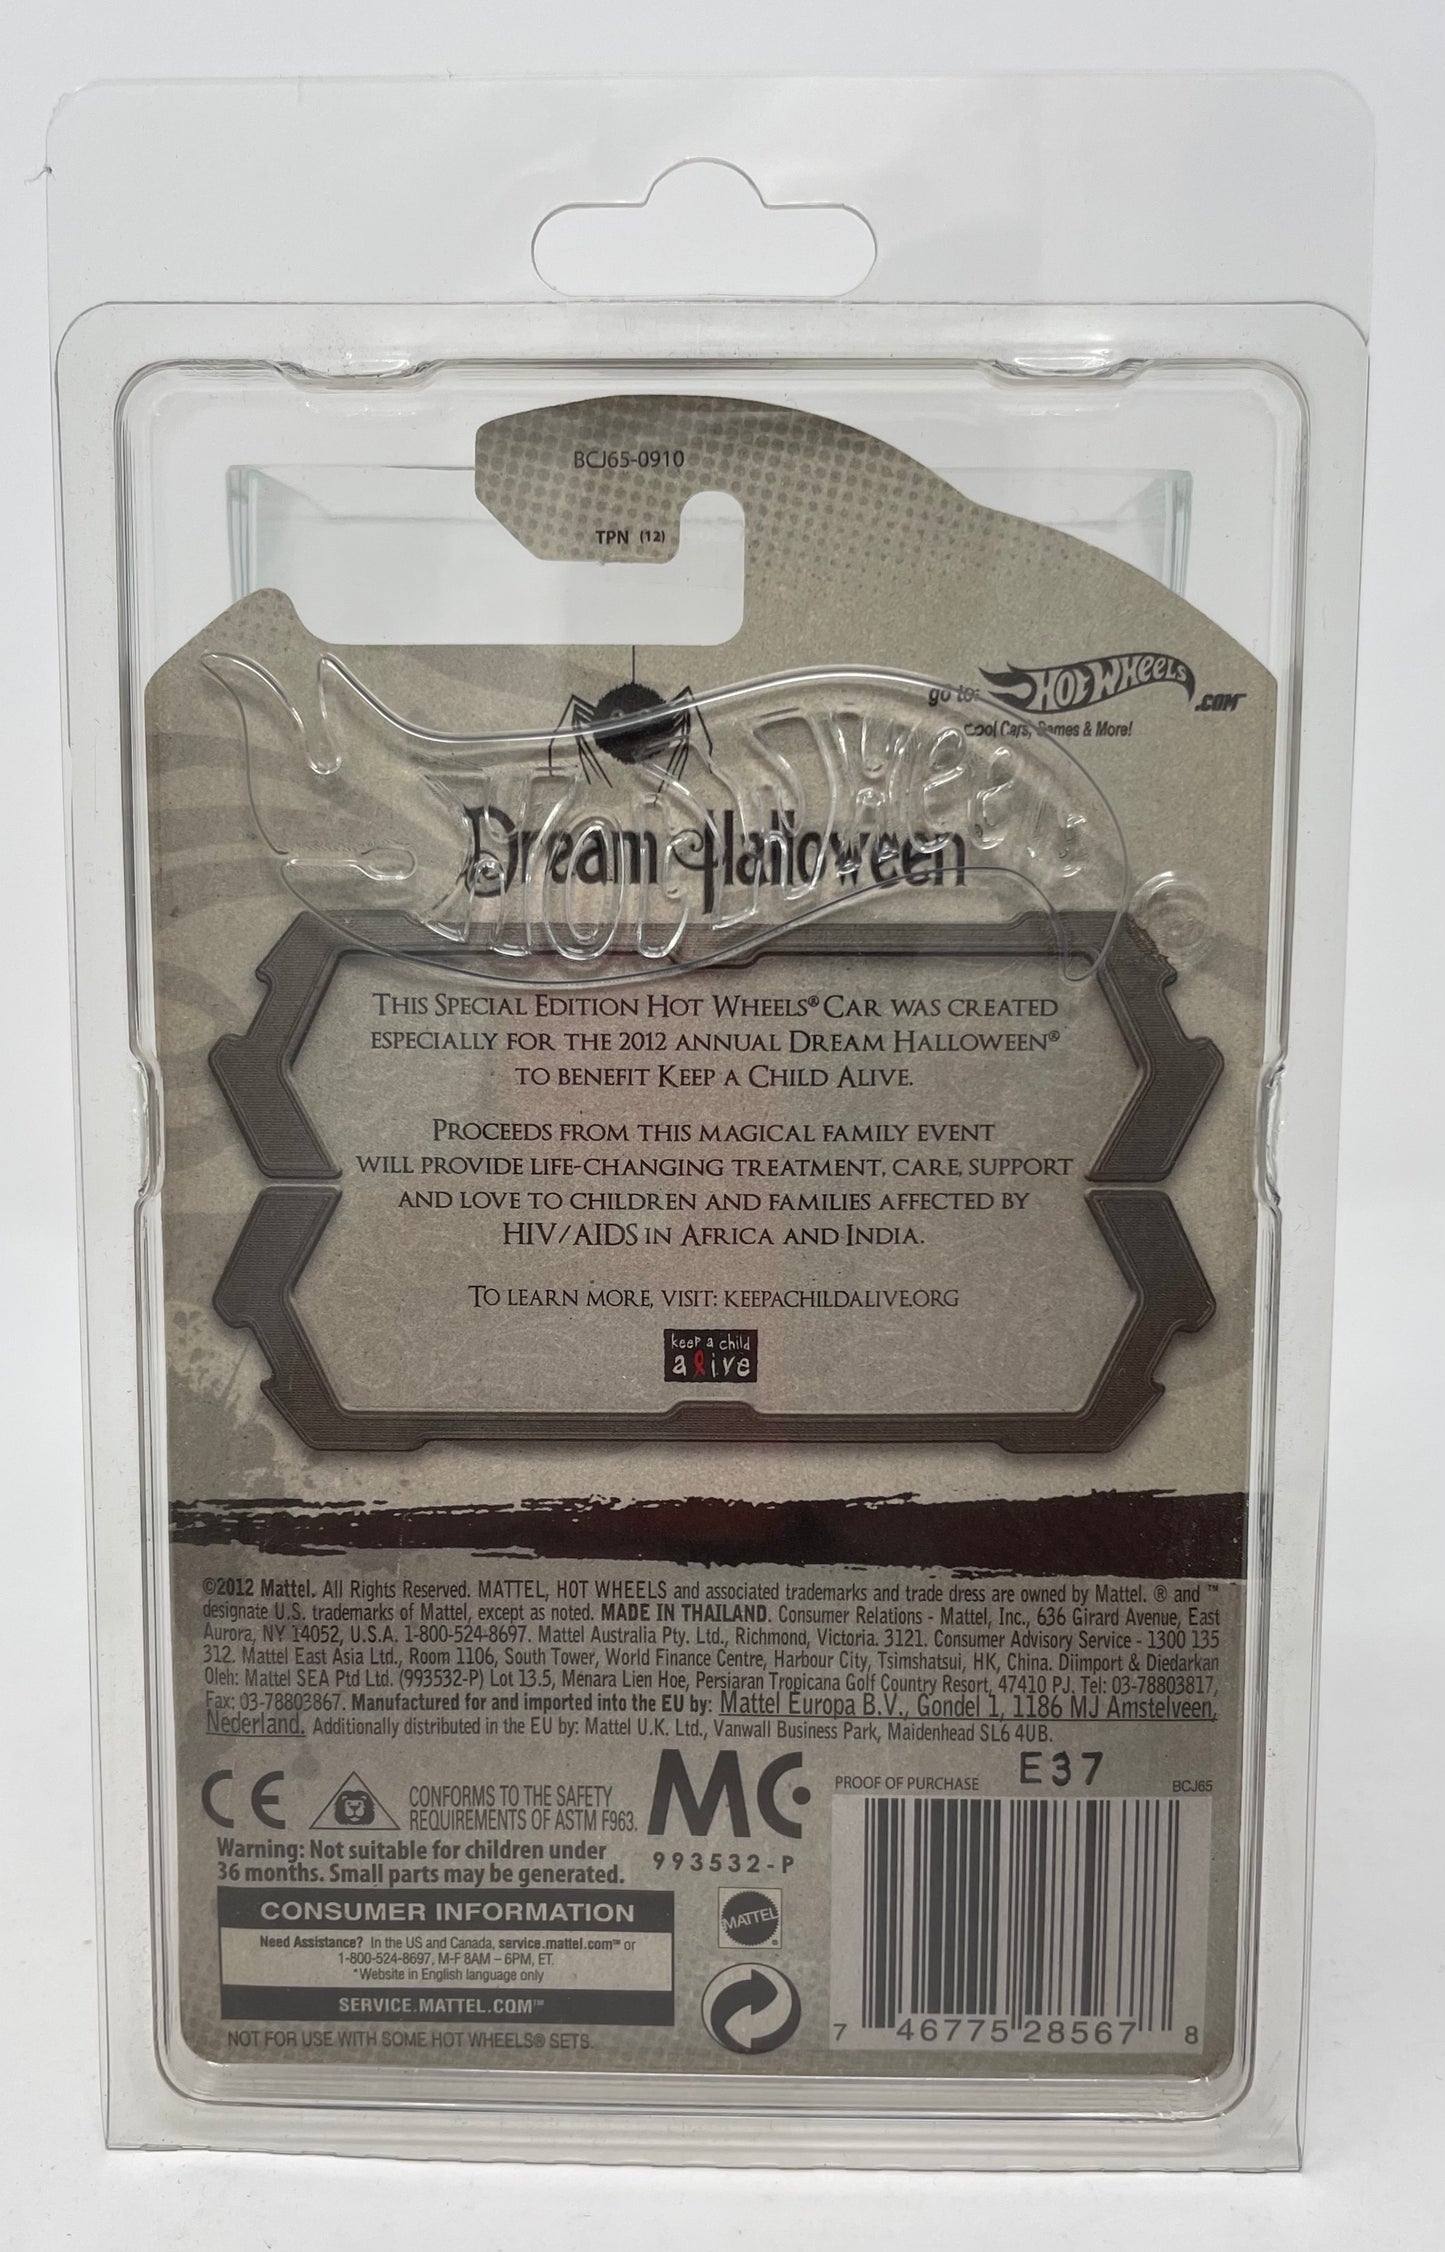 BCJ65-0910
TPN (12)
go to: HOT WHEELS .COM
Cool Cars, Games & More!
Hot Wheels
Dream Halloween
THIS SPECIAL EDITION HOT WHEELS® CAR WAS CREATED
ESPECIALLY FOR THE 2012 ANNUAL DREAM HALLOWEEN®
TO BENEFIT KEEP A CHILD ALIVE.
PROCEEDS FROM THIS MAGICAL FAMILY EVENT
WILL PROVIDE LIFE-CHANGING TREATMENT, CARE, SUPPORT
AND LOVE TO CHILDREN AND FAMILIES AFFECTED BY
HIV/AIDS IN AFRICA AND INDIA.
TO LEARN MORE, VISIT: KEEPACHILDALIVE.ORG
keep a child
alive
©2012 Mattel. All Rights Reserved. MATTEL, HOT WHEELS and associated trademarks and trade dress are owned by Mattel. ® and ™
designate U.S. trademarks of Mattel, except as noted. MADE IN THAILAND. Consumer Relations - Mattel, Inc., 636 Girard Avenue, East
Aurora, NY 14052, U.S.A. 1-800-524-8697. Mattel Australia Pty. Ltd., Richmond, Victoria. 3121. Consumer Advisory Service - 1300 135
312. Mattel East Asia Ltd., Room 1106, South Tower, World Finance Centre, Harbour City, Tsimshatsui, HK, China. Diimport & Diedarkan
Oleh: Mattel SEA Ptd Ltd. (993532-P) Lot 13.5, Menara Lien Hoe, Persiaran Tropicana Golf Country Resort, 47410 PJ. Tel: 03-78803817,
Fax: 03-78803867. Manufactured for and imported into the EU by: Mattel Europa B.V., Gondel 1, 1186 MJ Amstelveen,
Nederland. Additionally distributed in the EU by: Mattel U.K. Ltd., Vanwall Business Park, Maidenhead SL6 4UB.
CE
CONFORMS TO THE SAFETY
REQUIREMENTS OF ASTM F963.
MC
993532-P
PROOF OF PURCHASE E37 BCJ65
Warning: Not suitable for children under
36 months. Small parts may be generated.
CONSUMER INFORMATION
Need Assistance? In the US and Canada, service.mattel.com™ or
1-800-524-8697, M-F 8AM – 6PM, ET.
*Website in English language only
SERVICE.MATTEL.COM™
NOT FOR USE WITH SOME HOT WHEELS® SETS.
MATTEL
7 46775 28567 8